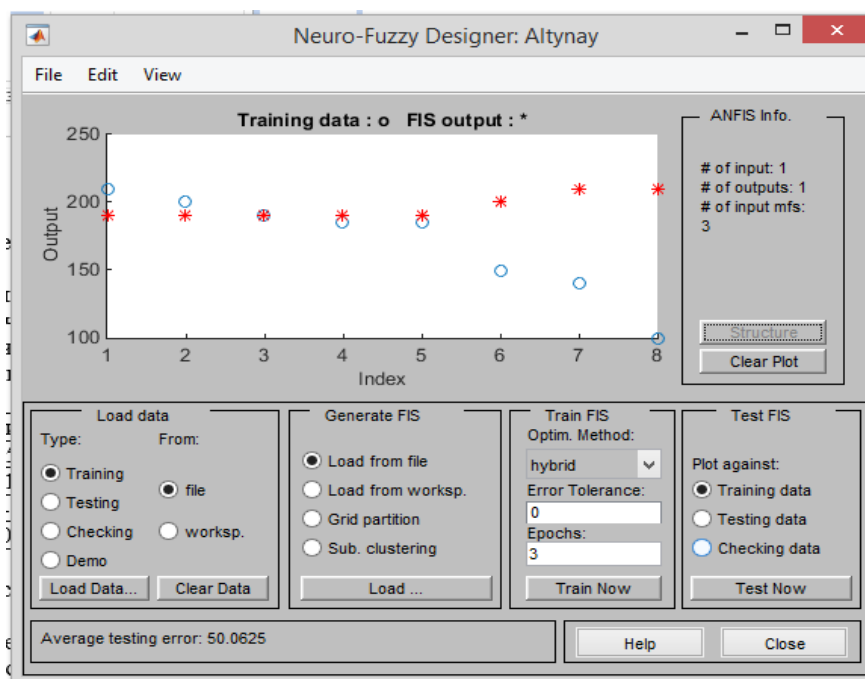 Neuro-Fuzzy Designer: Altynay
File Edit View
Training data : o FIS output : *
250
200
150
100
Output
1 2 3 4 5 6 7 8
Index
ANFIS Info.
# of input: 1
# of outputs: 1
# of input mfs:
3
Structure
Clear Plot
Load data
Type: From:
Training
Testing
Checking
Demo
file
worksp.
Load Data... Clear Data
Generate FIS
Load from file
Load from worksp.
Grid partition
Sub. clustering
Load ...
Train FIS
Optim. Method:
hybrid
Error Tolerance:
0
Epochs:
3
Train Now
Test FIS
Plot against:
Training data
Testing data
Checking data
Test Now
Average testing error: 50.0625
Help Close